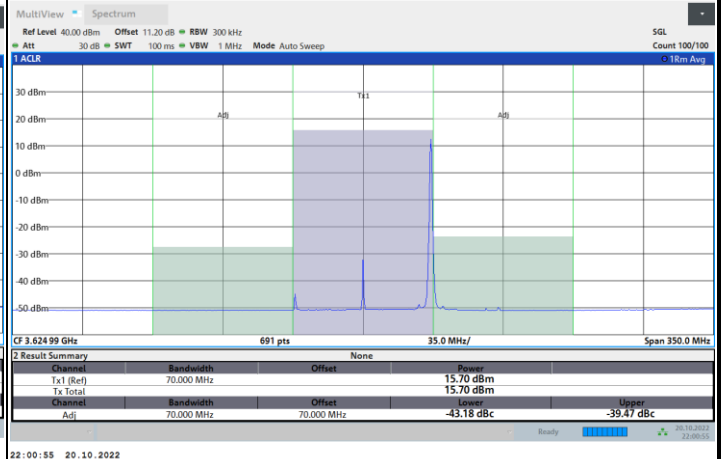 MultiView Spectrum
Ref Level 40.00 dBm Offset 11.20 dB RBW 300 kHz SGL
Att 30 dB SWT 100 ms VBW 1 MHz Mode Auto Sweep Count 100/100
1 ACLR 1Rm Avg
30 dBm
Tx1
20 dBm
Adj Adj
10 dBm
0 dBm
-10 dBm
-20 dBm
-30 dBm
-40 dBm
-50 dBm
CF 3.624 99 GHz 691 pts 35.0 MHz/ Span 350.0 MHz
2 Result Summary None
Channel Bandwidth Offset Power
Tx1 (Ref) 70.000 MHz 15.70 dBm
Tx Total 15.70 dBm
Channel Bandwidth Offset Lower Upper
Adj 70.000 MHz 70.000 MHz -43.18 dBc -39.47 dBc
Ready 20.10.2022
22:00:55
22:00:55 20.10.2022